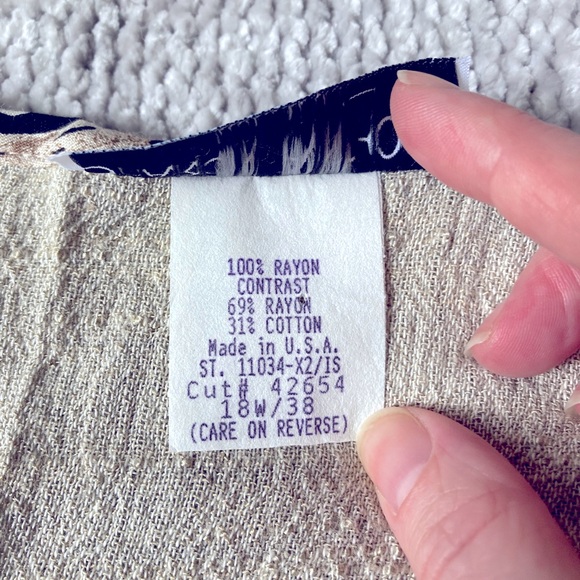 100% RAYON
CONTRAST
69% RAYON
31% COTTON
Made in U.S.A.
ST. 11034-X2/IS
Cut# 42654
18W/38
(CARE ON REVERSE)